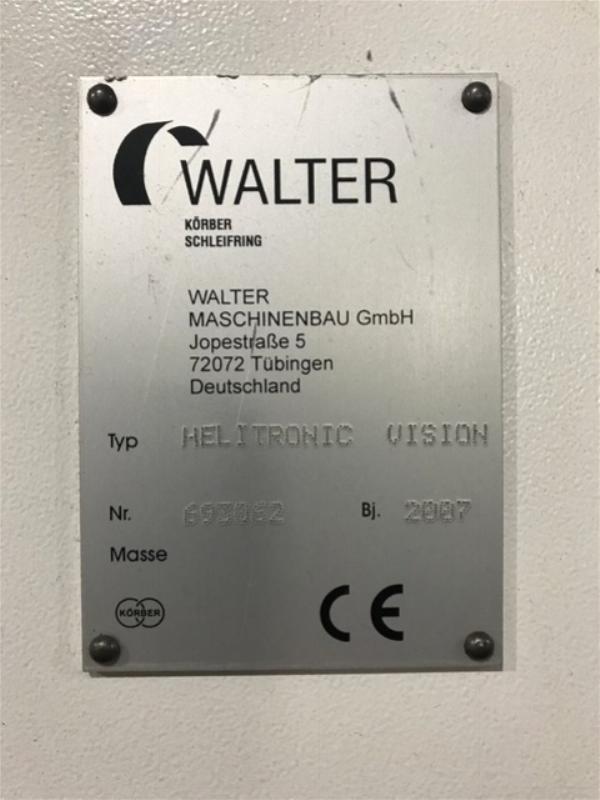 WALTER
KÖRBER
SCHLEIFRING
WALTER
MASCHINENBAU GmbH
Jopestraße 5
72072 Tübingen
Deutschland
Typ HELITRONIC VISION
Nr. 693052 Bj. 2007
Masse
KÖRBER CE